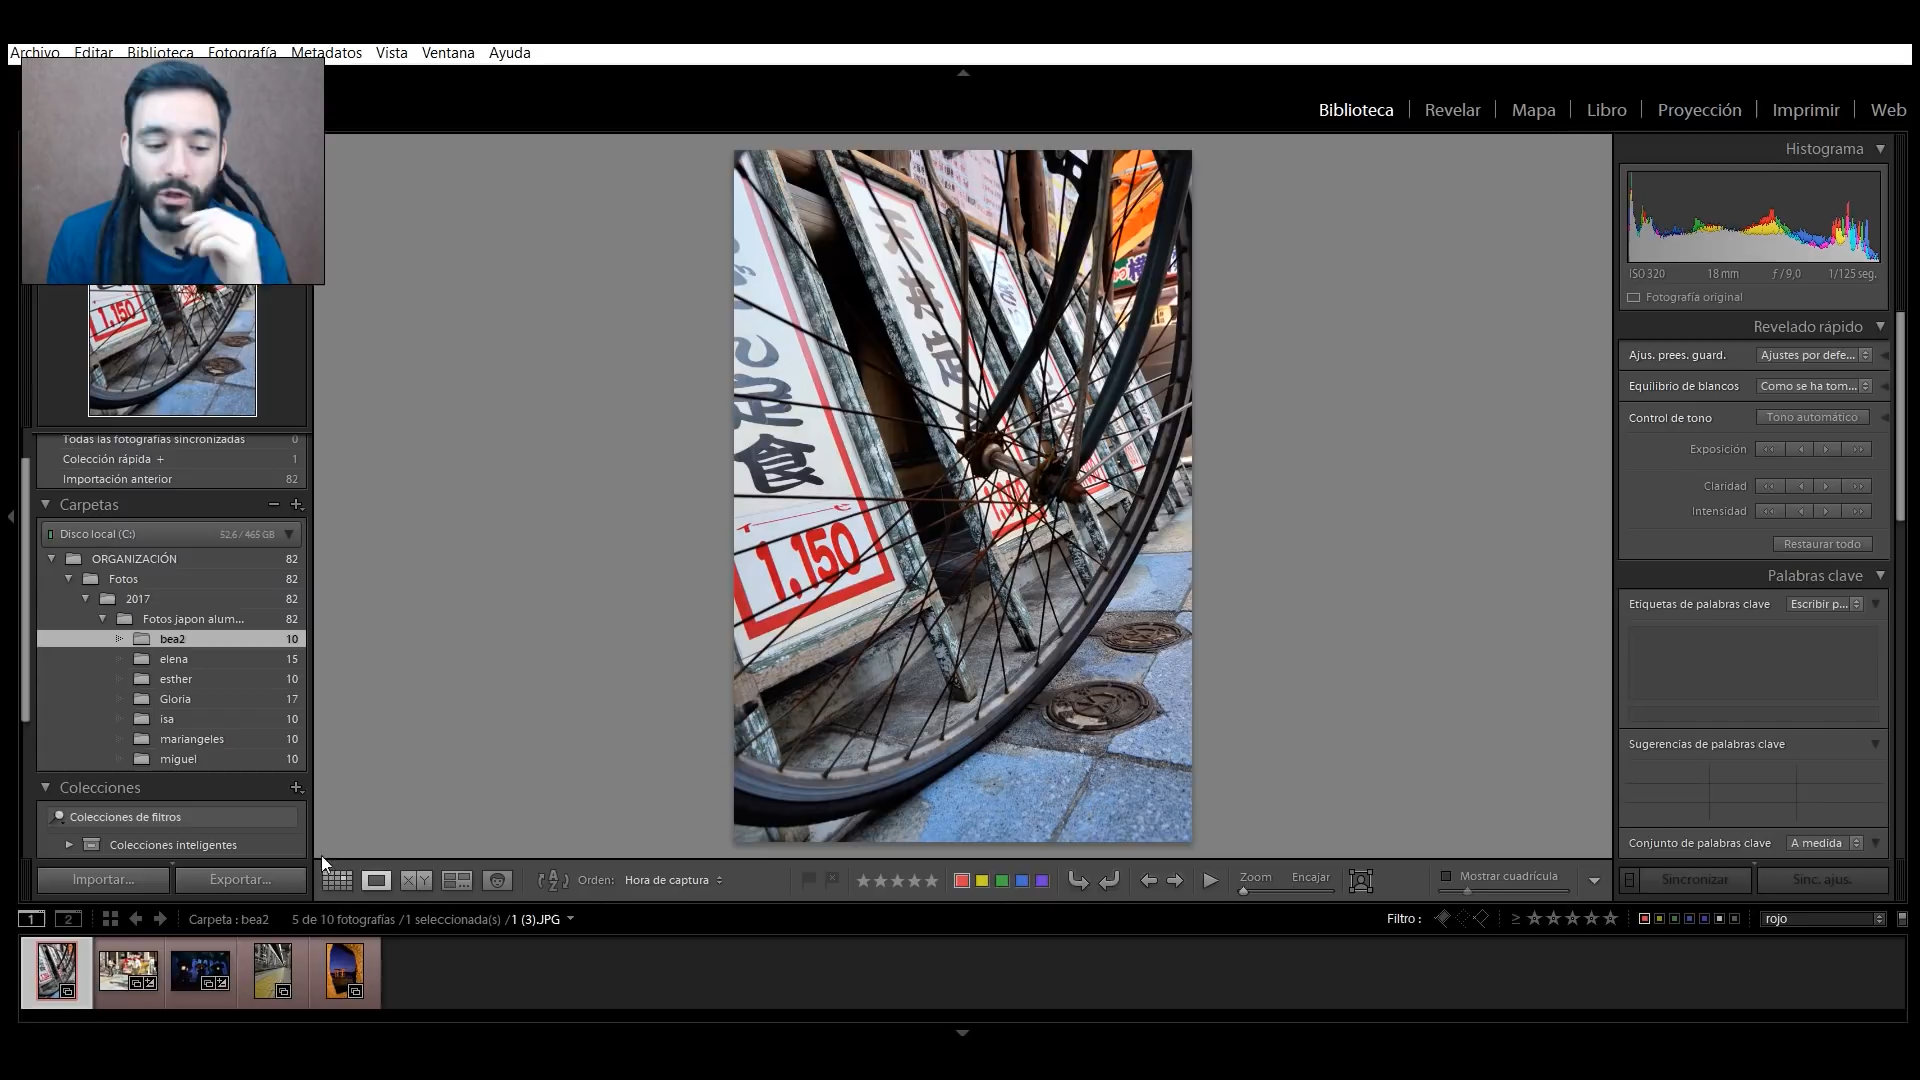 Archivo Editar Biblioteca Fotografía Metadatos Vista Ventana Ayuda
Biblioteca Revelar Mapa Libro Proyección Imprimir Web
Histograma
ISO 320 18 mm ƒ / 9,0 1/125 seg.
Fotografía original
Revelado rápido
Ajus. prees. guard. Ajustes por defe...
Equilibrio de blancos Como se ha tom...
Control de tono Tono automático
Exposición
Claridad
Intensidad
Restaurar todo
Palabras clave
Etiquetas de palabras clave Escribir p...
Sugerencias de palabras clave
Conjunto de palabras clave A medida
Sincronizar Sinc. ajus.
1.150
Todas las fotografías sincronizadas 0
Colección rápida + 1
Importación anterior 82
Carpetas
Disco local (C:) 52,6 / 465 GB
ORGANIZACIÓN 82
Fotos 82
2017 82
Fotos japon alum... 82
bea2 10
elena 15
esther 10
Gloria 17
isa 10
mariangeles 10
miguel 10
Colecciones
Colecciones de filtros
Colecciones inteligentes
Importar... Exportar...
定食
1.150
天丼
Orden: Hora de captura
Zoom Encajar
Mostrar cuadrícula
1 2 Carpeta : bea2 5 de 10 fotografías / 1 seleccionada(s) / 1 (3).JPG
Filtro : rojo